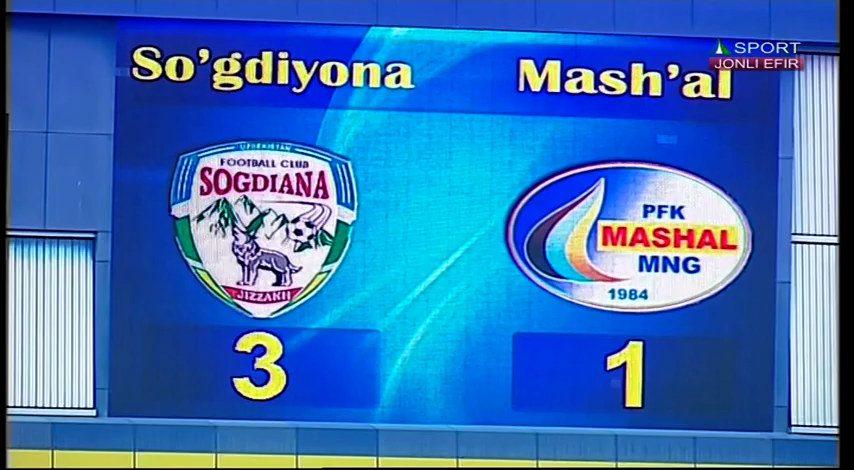 SPORT
JONLI EFIR
So'gdiyona Mash'al
UZBEKISTAN
FOOTBALL CLUB
SOGDIANA
JIZZAKH
PFK
MASHAL
MNG
1984
3 1